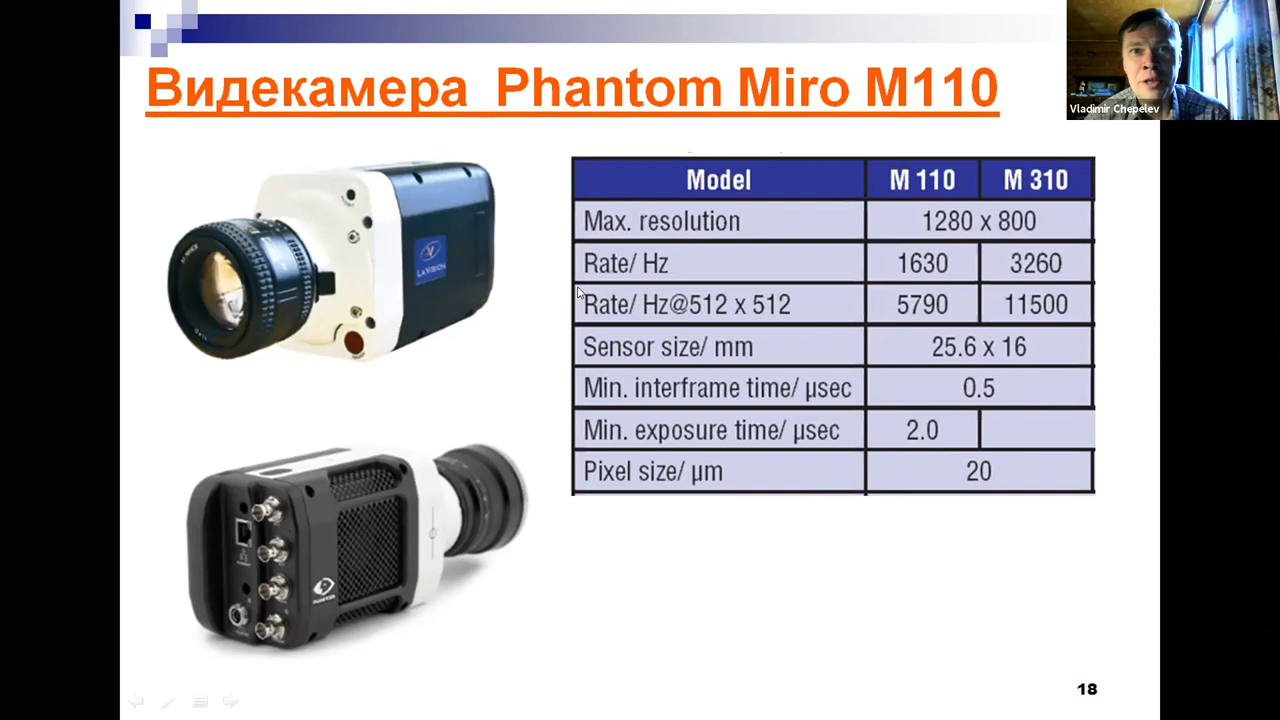 Видекамера Phantom Miro M110
Vladimir Chepelev
Model M 110 M 310
Max. resolution 1280 x 800
Rate/ Hz 1630 3260
Rate/ Hz@512 x 512 5790 11500
Sensor size/ mm 25.6 x 16
Min. interframe time/ µsec 0.5
Min. exposure time/ µsec 2.0
Pixel size/ µm 20
LAVISION
18